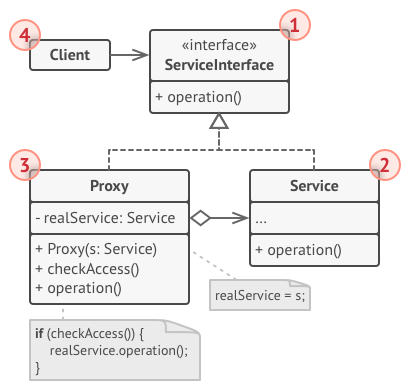 4
Client
1
«interface»
ServiceInterface
+ operation()
3
Proxy
- realService: Service
+ Proxy(s: Service)
+ checkAccess()
+ operation()
2
Service
...
+ operation()
realService = s;
if (checkAccess()) {
realService.operation();
}